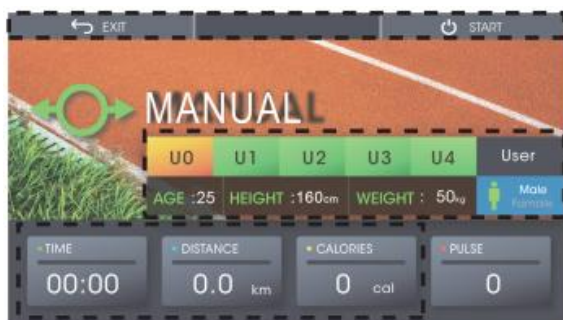 EXIT START
MANUALL
U0 U1 U2 U3 U4 User
AGE :25 HEIGHT :160cm WEIGHT : 50kg Male
Female
TIME DISTANCE CALORIES PULSE
00:00 0.0 km 0 cal 0